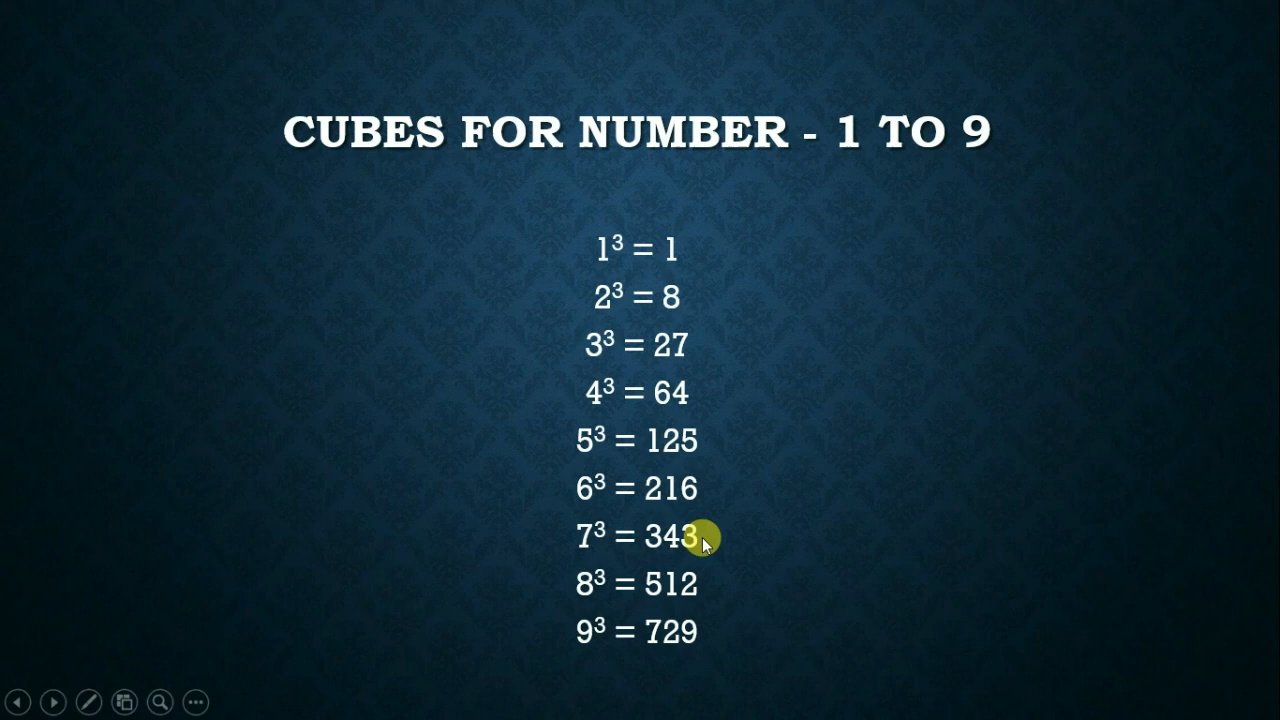 CUBES FOR NUMBER - 1 TO 9
1³ = 1
2³ = 8
3³ = 27
4³ = 64
5³ = 125
6³ = 216
7³ = 343
8³ = 512
9³ = 729